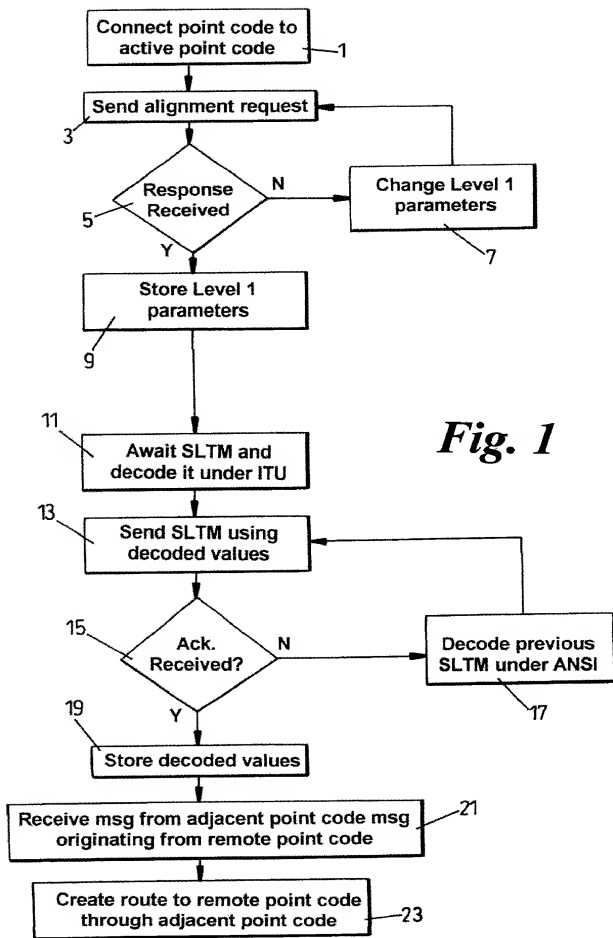 Connect point code to
active point code
1
Send alignment request
3
Response
Received
5
N
Y
Change Level 1
parameters
7
Store Level 1
parameters
9
11
Await SLTM and
decode it under ITU
Fig. 1
13
Send SLTM using
decoded values
15
Ack.
Received?
N
Y
Decode previous
SLTM under ANSI
17
19
Store decoded values
Receive msg from adjacent point code msg
originating from remote point code
21
Create route to remote point code
through adjacent point code
23